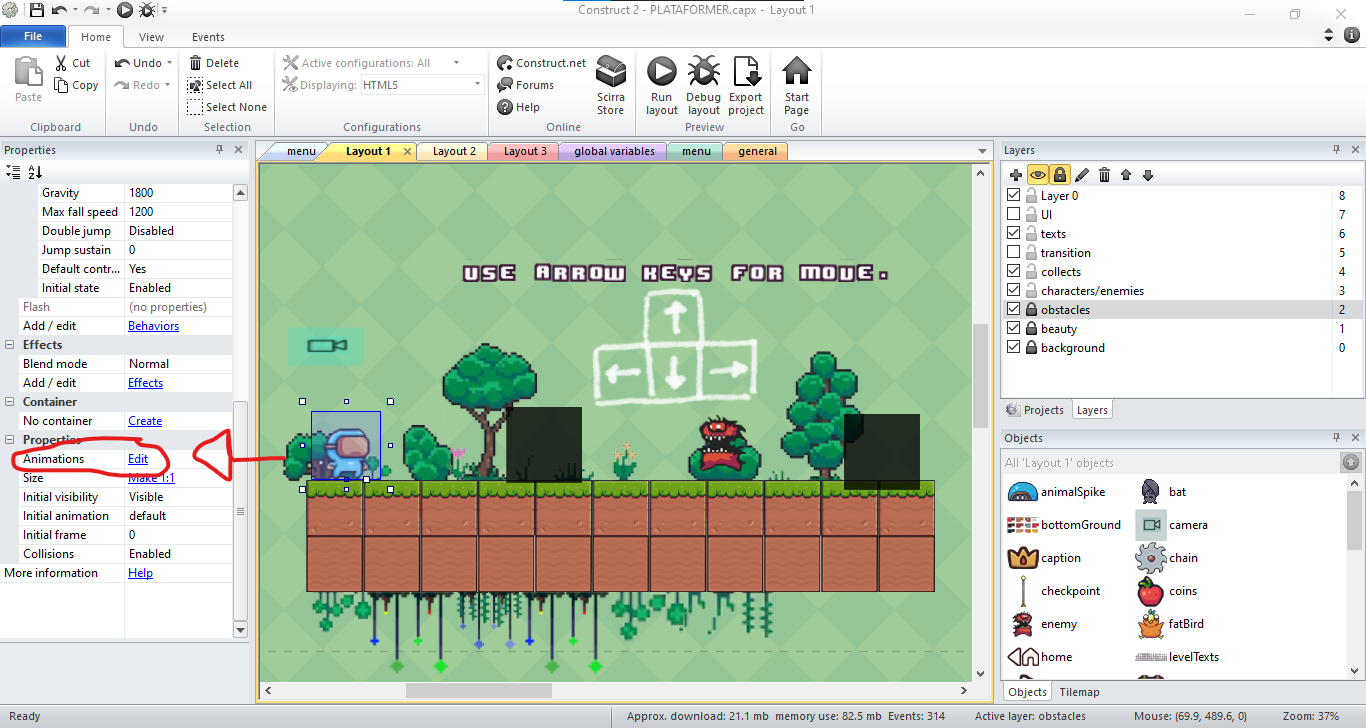 Construct 2 - PLATAFORMER.capx - Layout 1
File Home View Events
Paste Cut Copy Clipboard
Undo Redo Undo
Delete Select All Select None Selection
Active configurations: All
Displaying: HTML5
Configurations
Construct.net Forums Help Scirra Store Online
Run layout Debug layout Export project Preview
Start Page Go
Properties
Gravity 1800
Max fall speed 1200
Double jump Disabled
Jump sustain 0
Default contr... Yes
Initial state Enabled
Flash (no properties)
Add / edit Behaviors
Effects
Blend mode Normal
Add / edit Effects
Container
No container Create
Properties
Animations Edit
Size Make 1:1
Initial visibility Visible
Initial animation default
Initial frame 0
Collisions Enabled
More information Help
menu Layout 1 Layout 2 Layout 3 global variables menu general
USE ARROW KEYS FOR MOVE.
Layers
Layer 0 8
UI 7
texts 6
transition 5
collects 4
characters/enemies 3
obstacles 2
beauty 1
background 0
Projects Layers
Objects
All 'Layout 1' objects
animalSpike bat
bottomGround camera
caption chain
checkpoint coins
enemy fatBird
home levelTexts
Objects Tilemap
Ready Approx. download: 21.1 mb memory use: 82.5 mb Events: 314 Active layer: obstacles Mouse: (69.9, 489.6, 0) Zoom: 37%